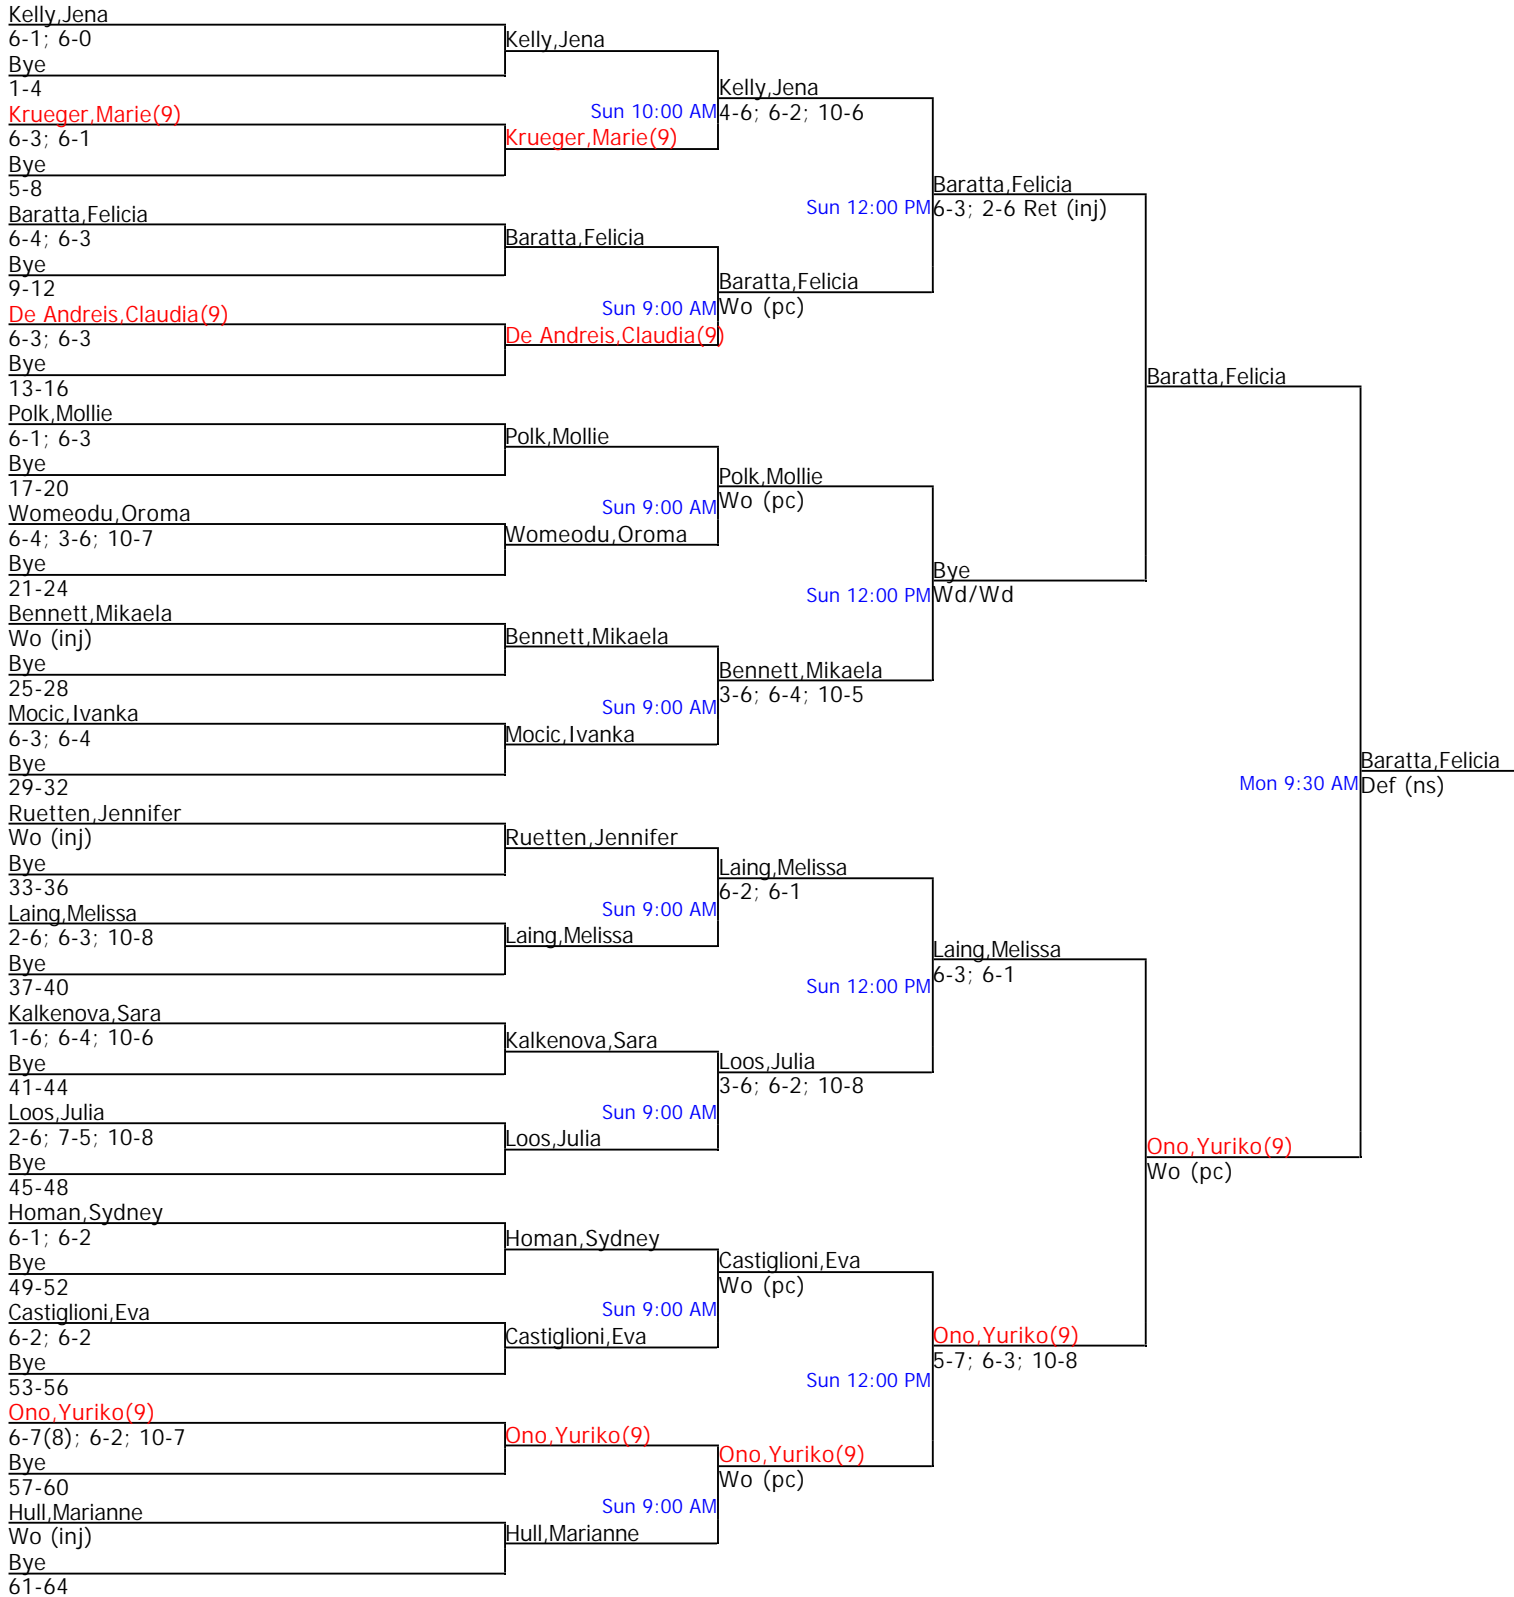 Kelly,Jena
6-1; 6-0
Bye
1-4
Krueger,Marie(9)
6-3; 6-1
Bye
5-8
Baratta,Felicia
6-4; 6-3
Bye
9-12
De Andreis,Claudia(9)
6-3; 6-3
Bye
13-16
Polk,Mollie
6-1; 6-3
Bye
17-20
Womeodu,Oroma
6-4; 3-6; 10-7
Bye
21-24
Bennett,Mikaela
Wo (inj)
Bye
25-28
Mocic,Ivanka
6-3; 6-4
Bye
29-32
Ruetten,Jennifer
Wo (inj)
Bye
33-36
Laing,Melissa
2-6; 6-3; 10-8
Bye
37-40
Kalkenova,Sara
1-6; 6-4; 10-6
Bye
41-44
Loos,Julia
2-6; 7-5; 10-8
Bye
45-48
Homan,Sydney
6-1; 6-2
Bye
49-52
Castiglioni,Eva
6-2; 6-2
Bye
53-56
Ono,Yuriko(9)
6-7(8); 6-2; 10-7
Bye
57-60
Hull,Marianne
Wo (inj)
Bye
61-64
Kelly,Jena
Sun 10:00 AM
Krueger,Marie(9)
Baratta,Felicia
Sun 9:00 AM
De Andreis,Claudia(9)
Polk,Mollie
Sun 9:00 AM
Womeodu,Oroma
Bennett,Mikaela
Sun 9:00 AM
Mocic,Ivanka
Ruetten,Jennifer
Sun 9:00 AM
Laing,Melissa
Kalkenova,Sara
Sun 9:00 AM
Loos,Julia
Homan,Sydney
Sun 9:00 AM
Castiglioni,Eva
Ono,Yuriko(9)
Sun 9:00 AM
Hull,Marianne
Kelly,Jena
4-6; 6-2; 10-6
Sun 12:00 PM
Baratta,Felicia
Wo (pc)
Polk,Mollie
Wo (pc)
Sun 12:00 PM
Bennett,Mikaela
3-6; 6-4; 10-5
Laing,Melissa
6-2; 6-1
Sun 12:00 PM
Loos,Julia
3-6; 6-2; 10-8
Castiglioni,Eva
Wo (pc)
Sun 12:00 PM
Ono,Yuriko(9)
Wo (pc)
Baratta,Felicia
6-3; 2-6 Ret (inj)
Bye
Wd/Wd
Laing,Melissa
6-3; 6-1
Ono,Yuriko(9)
5-7; 6-3; 10-8
Baratta,Felicia
Mon 9:30 AM
Ono,Yuriko(9)
Wo (pc)
Baratta,Felicia
Def (ns)